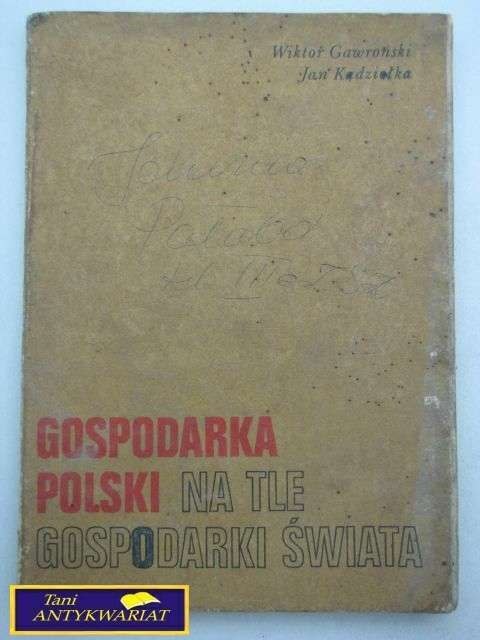 Wiktor Gawroński
Jan Kądziołka
GOSPODARKA
POLSKI NA TLE
GOSPODARKI ŚWIATA
Tani
ANTYKWARIAT